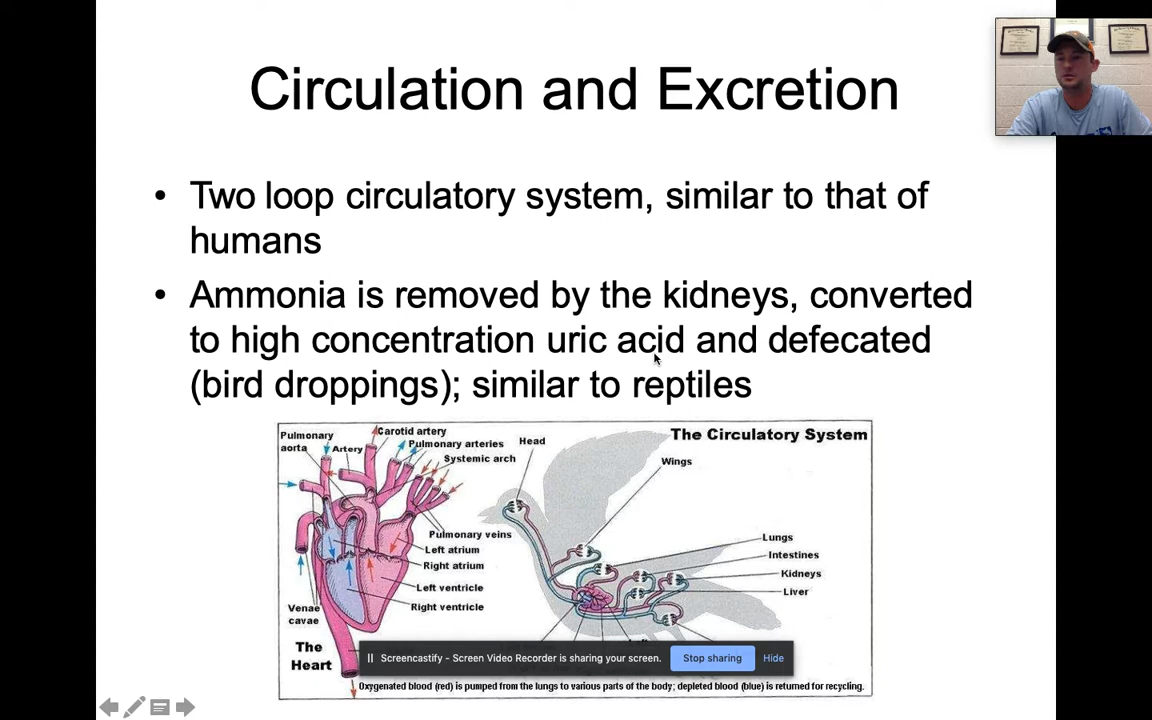 Circulation and Excretion
• Two loop circulatory system, similar to that of
humans
• Ammonia is removed by the kidneys, converted
to high concentration uric acid and defecated
(bird droppings); similar to reptiles
The Circulatory System
Pulmonary
aorta
Artery
Carotid artery
Pulmonary arteries
Systemic arch
Pulmonary veins
Left atrium
Right atrium
Left ventricle
Right ventricle
Venae
cavae
The
Heart
Head
Wings
Lungs
Intestines
Kidneys
Liver
Screencastify - Screen Video Recorder is sharing your screen.
Stop sharing
Hide
Oxygenated blood (red) is pumped from the lungs to various parts of the body; depleted blood (blue) is returned for recycling.